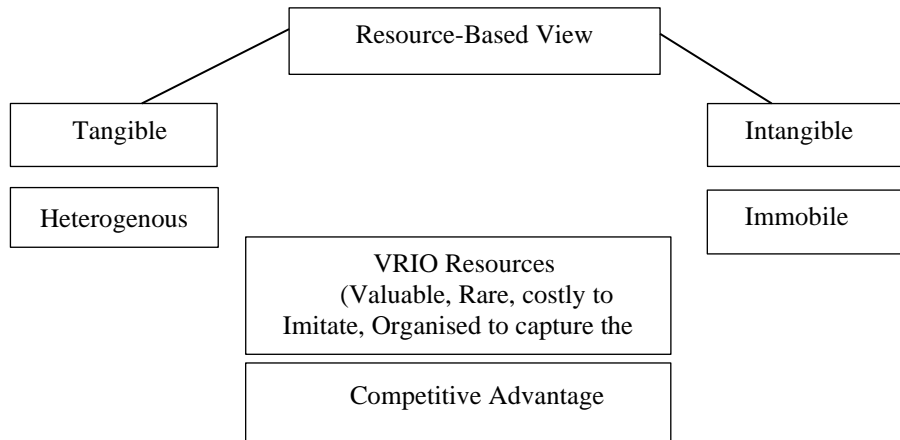 Resource-Based View
Tangible
Intangible
Heterogenous
Immobile
VRIO Resources
(Valuable, Rare, costly to
Imitate, Organised to capture the
Competitive Advantage